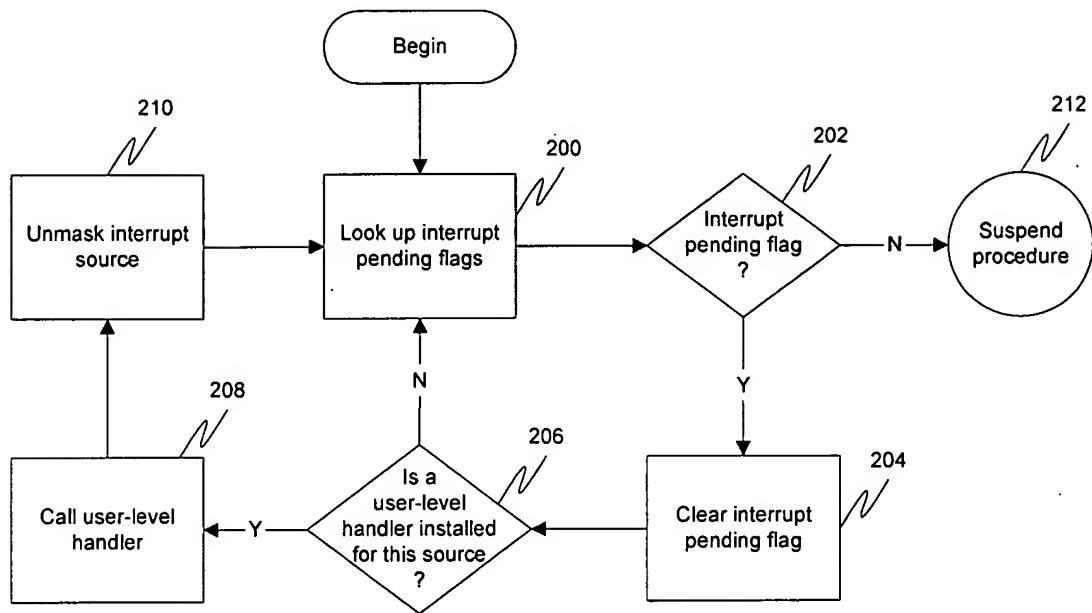 Begin
210
200
202
212
Unmask interrupt
source
Look up interrupt
pending flags
Interrupt
pending flag
?
N
Suspend
procedure
N
Y
208
206
204
Call user-level
handler
Y
Is a
user-level
handler installed
for this source
?
Clear interrupt
pending flag